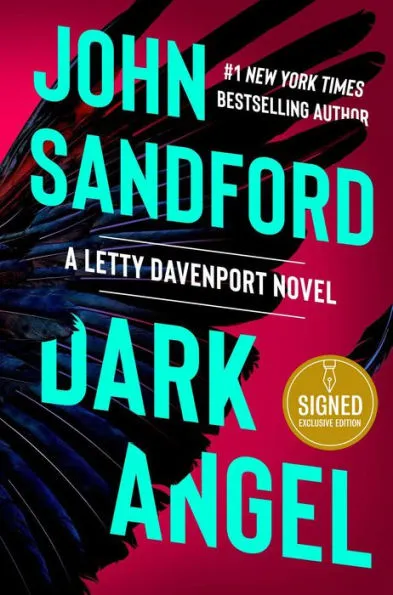 JOHN
SANDFORD
#1 NEW YORK TIMES
BESTSELLING AUTHOR
A LETTY DAVENPORT NOVEL
DARK
ANGEL
SIGNED
EXCLUSIVE EDITION